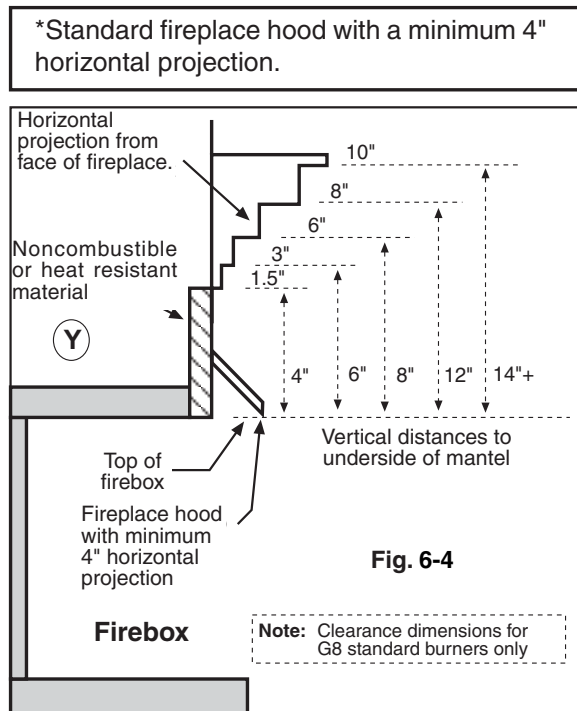 *Standard fireplace hood with a minimum 4"
horizontal projection.
Horizontal
projection from
face of fireplace.
10"
8"
6"
3"
1.5"
Noncombustible
or heat resistant
material
Y
4"
6"
8"
12"
14"+
Vertical distances to
underside of mantel
Top of
firebox
Fireplace hood
with minimum
4" horizontal
projection
Fig. 6-4
Firebox
Note: Clearance dimensions for
G8 standard burners only